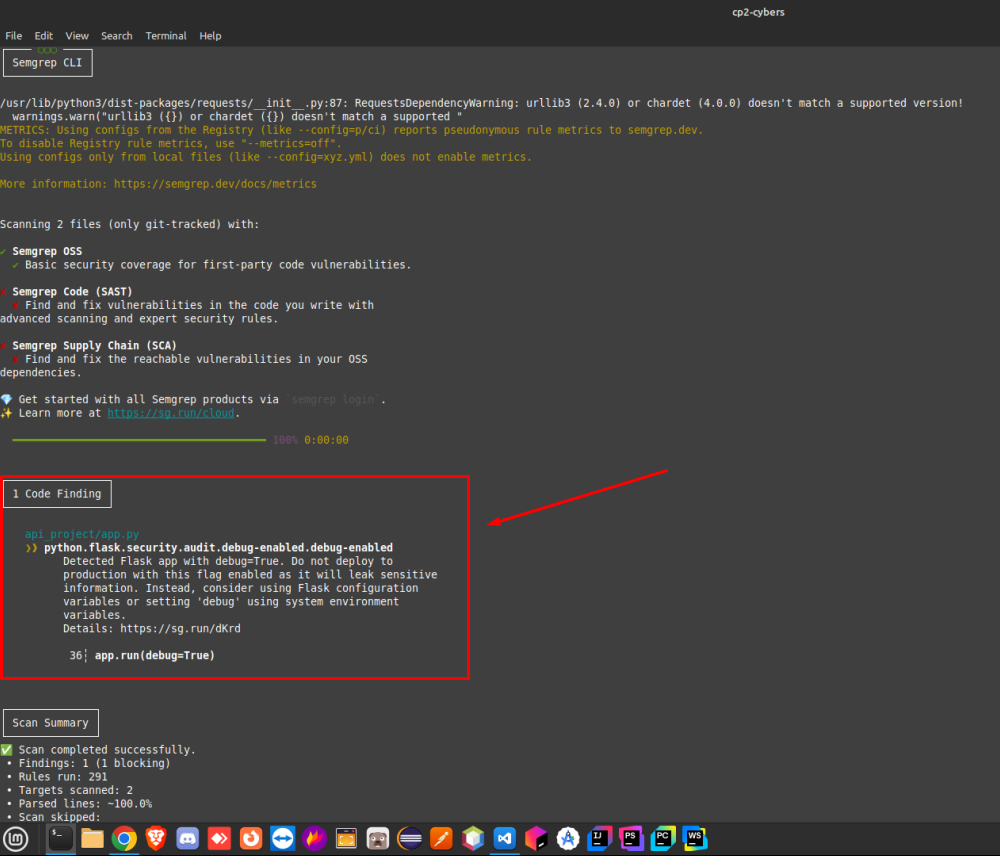 cp2-cybers
File Edit View Search Terminal Help
Semgrep CLI
/usr/lib/python3/dist-packages/requests/__init__.py:87: RequestsDependencyWarning: urllib3 (2.4.0) or chardet (4.0.0) doesn't match a supported version!
warnings.warn("urllib3 ({}) or chardet ({}) doesn't match a supported "
METRICS: Using configs from the Registry (like --config=p/ci) reports pseudonymous rule metrics to semgrep.dev.
To disable Registry rule metrics, use "--metrics=off".
Using configs only from local files (like --config=xyz.yml) does not enable metrics.
More information: https://semgrep.dev/docs/metrics
Scanning 2 files (only git-tracked) with:
✔ Semgrep OSS
✔ Basic security coverage for first-party code vulnerabilities.
✘ Semgrep Code (SAST)
✘ Find and fix vulnerabilities in the code you write with
advanced scanning and expert security rules.
✘ Semgrep Supply Chain (SCA)
✘ Find and fix the reachable vulnerabilities in your OSS
dependencies.
💎 Get started with all Semgrep products via `semgrep login`.
✨ Learn more at https://sg.run/cloud.
100% 0:00:00
1 Code Finding
api_project/app.py
❯❱ python.flask.security.audit.debug-enabled.debug-enabled
Detected Flask app with debug=True. Do not deploy to
production with this flag enabled as it will leak sensitive
information. Instead, consider using Flask configuration
variables or setting 'debug' using system environment
variables.
Details: https://sg.run/dKrd
36┆ app.run(debug=True)
Scan Summary
✅ Scan completed successfully.
• Findings: 1 (1 blocking)
• Rules run: 291
• Targets scanned: 2
• Parsed lines: ~100.0%
• Scan skipped:
$_ IJ PS PC WS